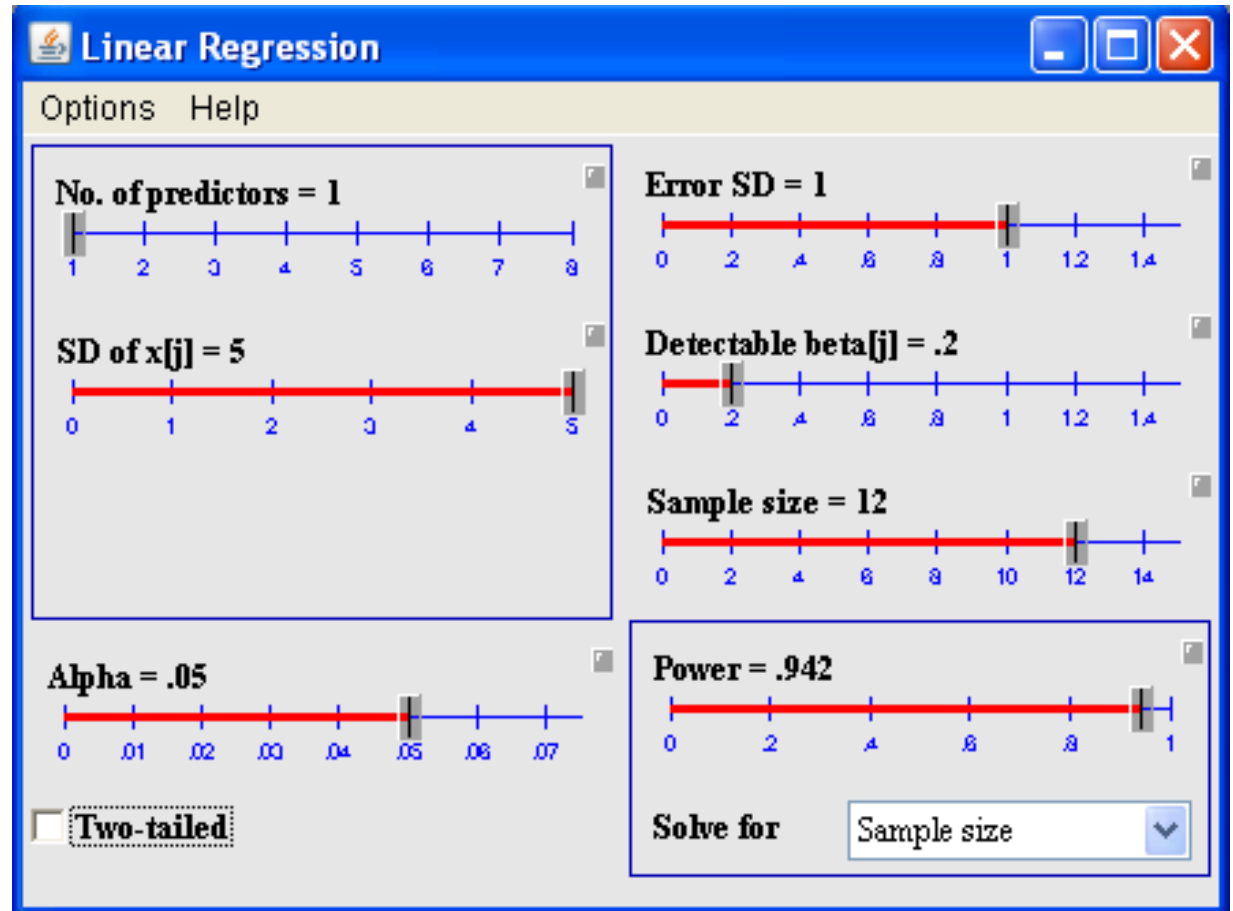 Linear Regression
Options Help
No. of predictors = 1
1 2 3 4 5 6 7 8
SD of x[j] = 5
0 1 2 3 4 5
Error SD = 1
0 .2 .4 .6 .8 1 1.2 1.4
Detectable beta[j] = .2
0 .2 .4 .6 .8 1 1.2 1.4
Sample size = 12
0 2 4 6 8 10 12 14
Alpha = .05
0 .01 .02 .03 .04 .05 .06 .07
Two-tailed
Power = .942
0 .2 .4 .6 .8 1
Solve for Sample size